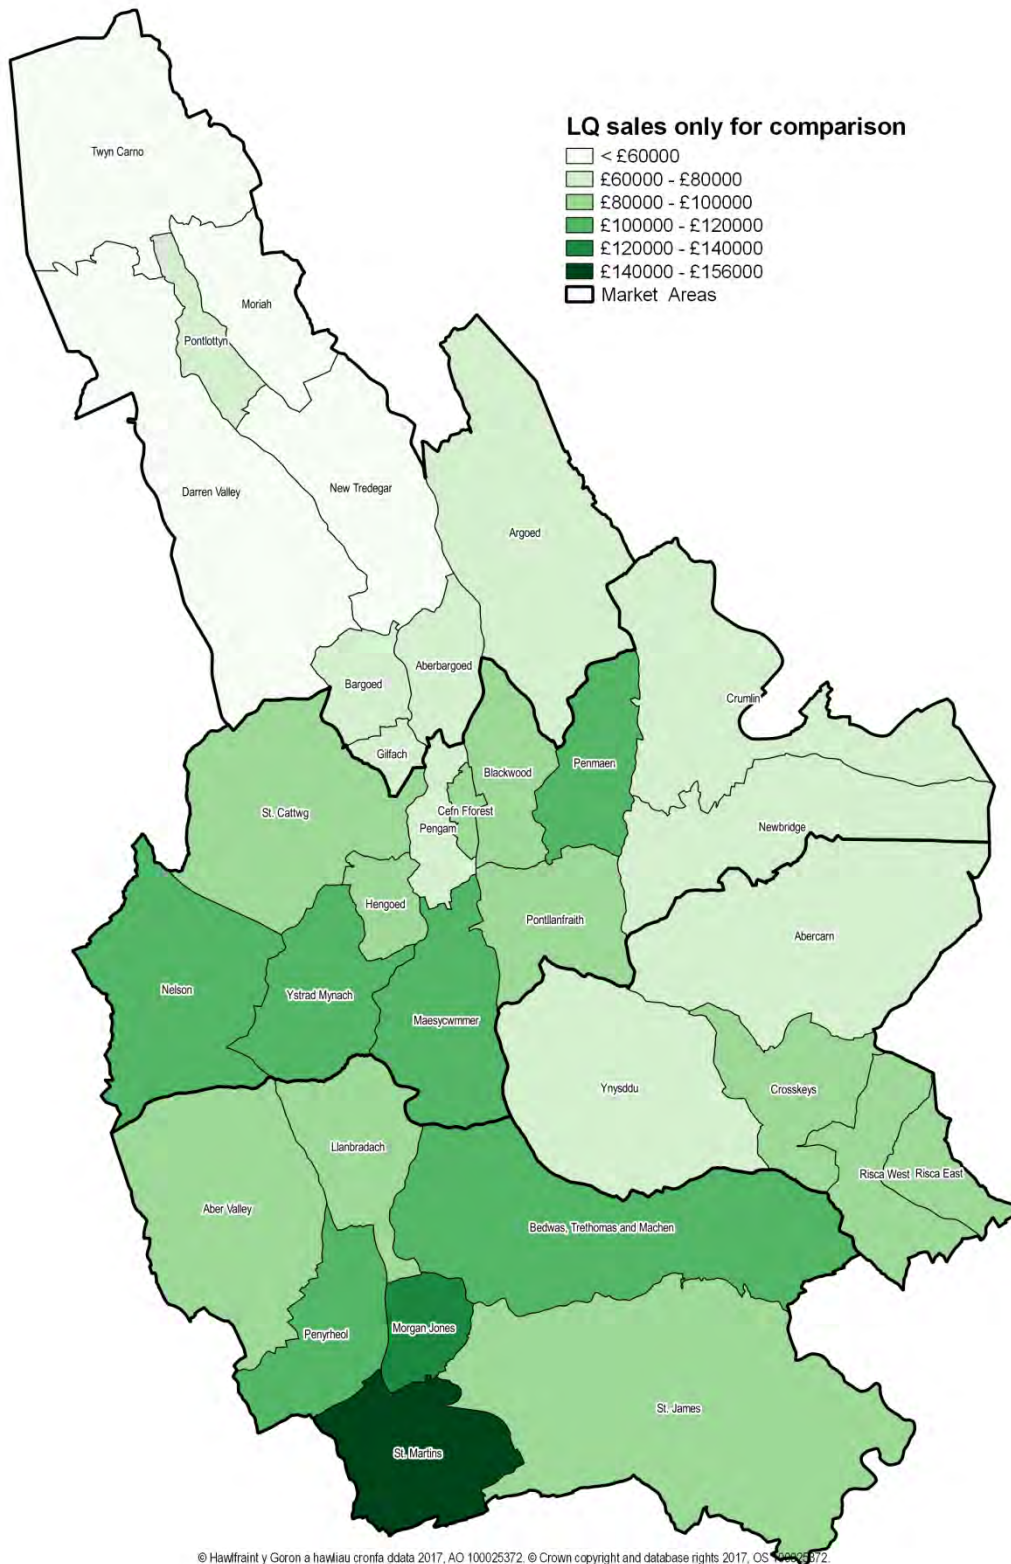 LQ sales only for comparison
< £60000
£60000 - £80000
£80000 - £100000
£100000 - £120000
£120000 - £140000
£140000 - £156000
Market Areas
Twyn Carno
Moriah
Pontlottyn
Darren Valley
New Tredegar
Argoed
Aberbargoed
Bargoed
Crumlin
Gilfach
Blackwood
Penmaen
St. Cattwg
Cefn Fforest
Pengam
Newbridge
Hengoed
Pontllanfraith
Abercarn
Nelson
Ystrad Mynach
Maesycwmmer
Ynysddu
Crosskeys
Llanbradach
Risca West
Risca East
Aber Valley
Bedwas, Trethomas and Machen
Penyrheol
Morgan Jones
St. James
St. Martins
© Hawlfraint y Goron a hawliau cronfa ddata 2017, AO 100025372. © Crown copyright and database rights 2017, OS 100025372.